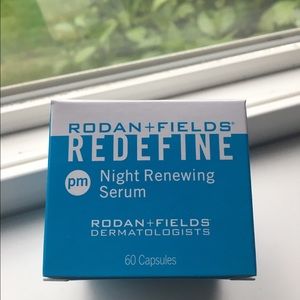 RODAN+FIELDS®
REDEFINE
pm Night Renewing
Serum
RODAN+FIELDS®
DERMATOLOGISTS
60 Capsules